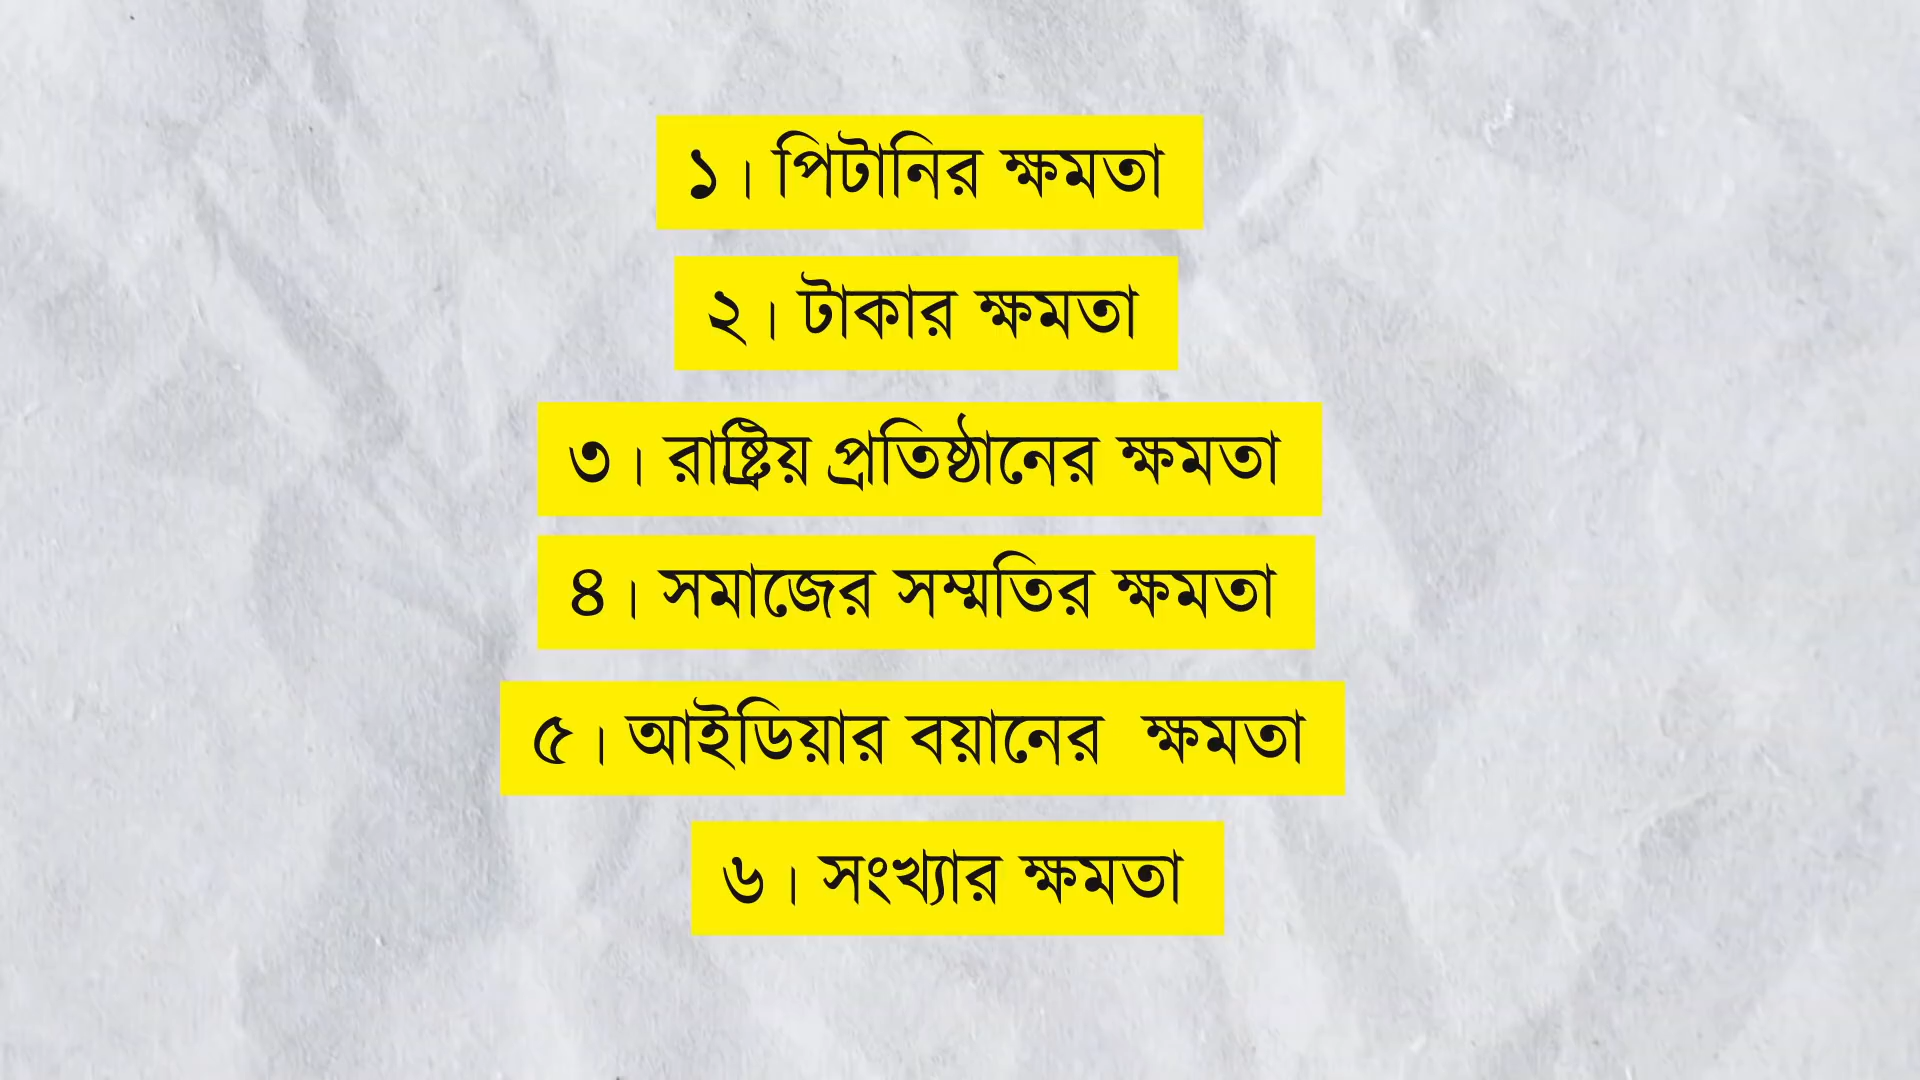 ১। পিটানির ক্ষমতা
২। টাকার ক্ষমতা
৩। রাষ্ট্রিয় প্রতিষ্ঠানের ক্ষমতা
৪। সমাজের সম্মতির ক্ষমতা
৫। আইডিয়ার বয়ানের ক্ষমতা
৬। সংখ্যার ক্ষমতা